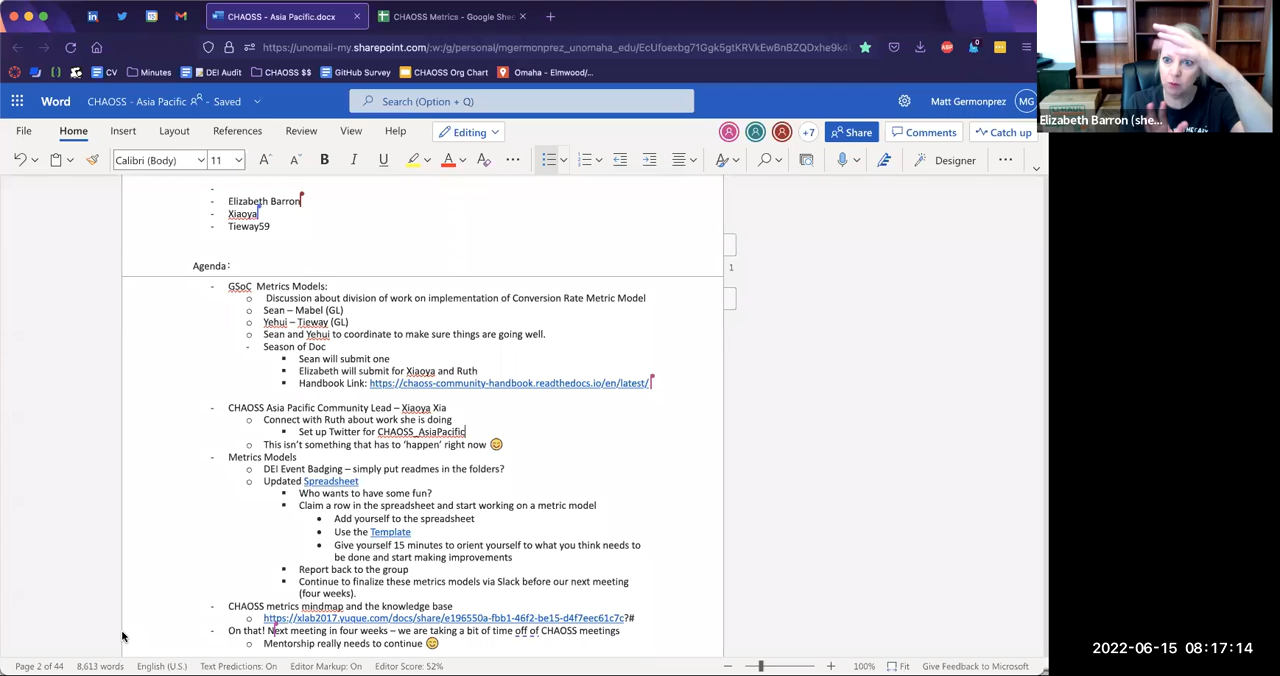 CHAOSS - Asia Pacific.docx
CHAOSS Metrics - Google She
https://unomail-my.sharepoint.com/:w:/g/personal/mgermonprez_unomaha_edu/EcUfoexbg71Ggk5gtKRVkEwBnBZQDxhe9k4
CV Minutes DEI Audit CHAOSS $$ GitHub Survey CHAOSS Org Chart Omaha - Elmwood/...
Word CHAOSS - Asia Pacific - Saved
Search (Option + Q)
Matt Germonprez MG
File Home Insert Layout References Review View Help Editing
+7 Share Comments Catch up
Calibri (Body) 11 A A B I U A A Designer
-
- Elizabeth Barron
- Xiaoya
- Tieway59
Agenda:
1
- GSoC Metrics Models:
o Discussion about division of work on implementation of Conversion Rate Metric Model
o Sean – Mabel (GL)
o Yehui – Tieway (GL)
o Sean and Yehui to coordinate to make sure things are going well.
- Season of Doc
▪ Sean will submit one
▪ Elizabeth will submit for Xiaoya and Ruth
▪ Handbook Link: https://chaoss-community-handbook.readthedocs.io/en/latest/
- CHAOSS Asia Pacific Community Lead – Xiaoya Xia
o Connect with Ruth about work she is doing
▪ Set up Twitter for CHAOSS_AsiaPacific
o This isn't something that has to 'happen' right now 😊
- Metrics Models
o DEI Event Badging – simply put readmes in the folders?
o Updated Spreadsheet
▪ Who wants to have some fun?
▪ Claim a row in the spreadsheet and start working on a metric model
• Add yourself to the spreadsheet
• Use the Template
• Give yourself 15 minutes to orient yourself to what you think needs to
be done and start making improvements
▪ Report back to the group
▪ Continue to finalize these metrics models via Slack before our next meeting
(four weeks).
- CHAOSS metrics mindmap and the knowledge base
o https://xlab2017.yuque.com/docs/share/e196550a-fbb1-46f2-be15-d4f7eec61c7c?#
- On that! Next meeting in four weeks – we are taking a bit of time off of CHAOSS meetings
o Mentorship really needs to continue 😊
Page 2 of 44 8,613 words English (U.S.) Text Predictions: On Editor Markup: On Editor Score: 52% 100% Fit Give Feedback to Microsoft
Elizabeth Barron (she...
2022-06-15 08:17:14